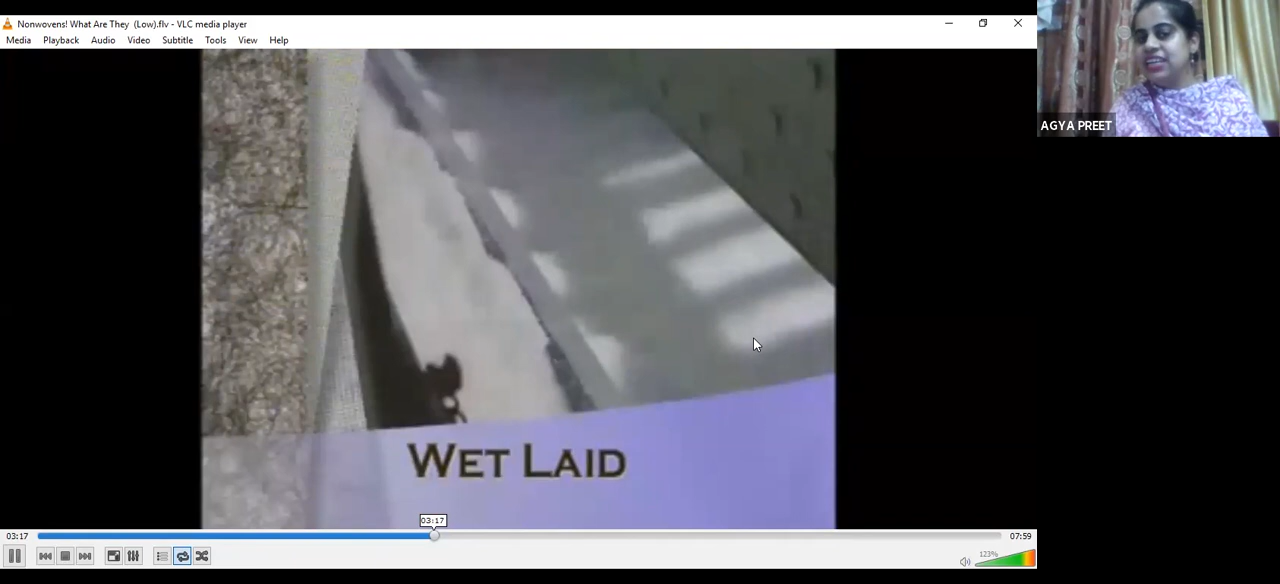 Nonwovens! What Are They (Low).flv - VLC media player
Media Playback Audio Video Subtitle Tools View Help
AGYA PREET
WET LAID
03:17
03:17
07:59
123%